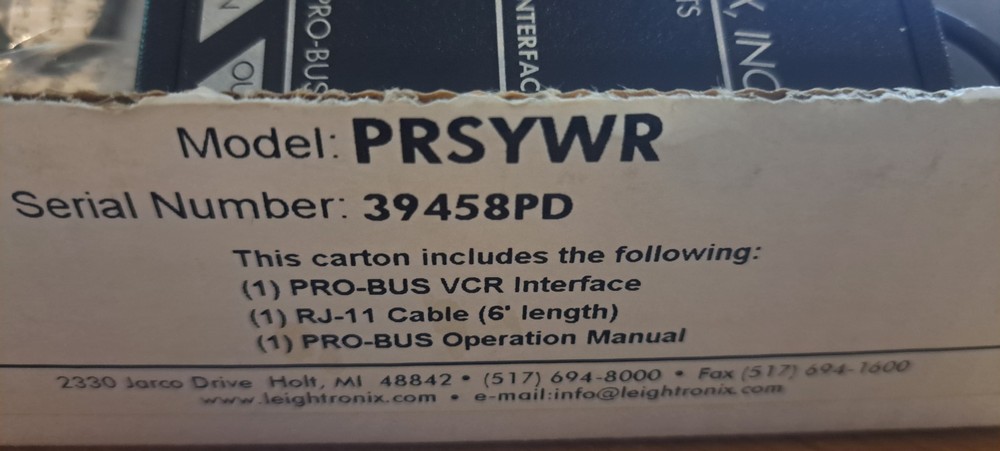 PRO-BUS
Model: PRSYWR
Serial Number: 39458PD
This carton includes the following:
(1) PRO-BUS VCR Interface
(1) RJ-11 Cable (6' length)
(1) PRO-BUS Operation Manual
2330 Jarco Drive Holt, MI 48842 • (517) 694-8000 • Fax (517) 694-1600
www.leightronix.com • e-mail:info@leightronix.com